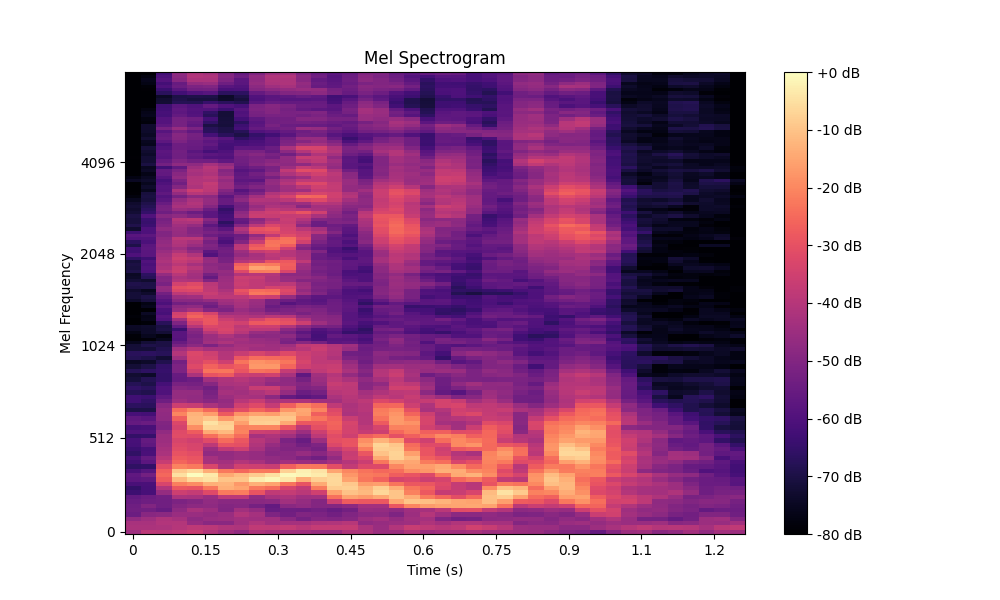 Mel Spectrogram
Mel Frequency
4096
2048
1024
512
0
0 0.15 0.3 0.45 0.6 0.75 0.9 1.1 1.2
Time (s)
+0 dB
-10 dB
-20 dB
-30 dB
-40 dB
-50 dB
-60 dB
-70 dB
-80 dB